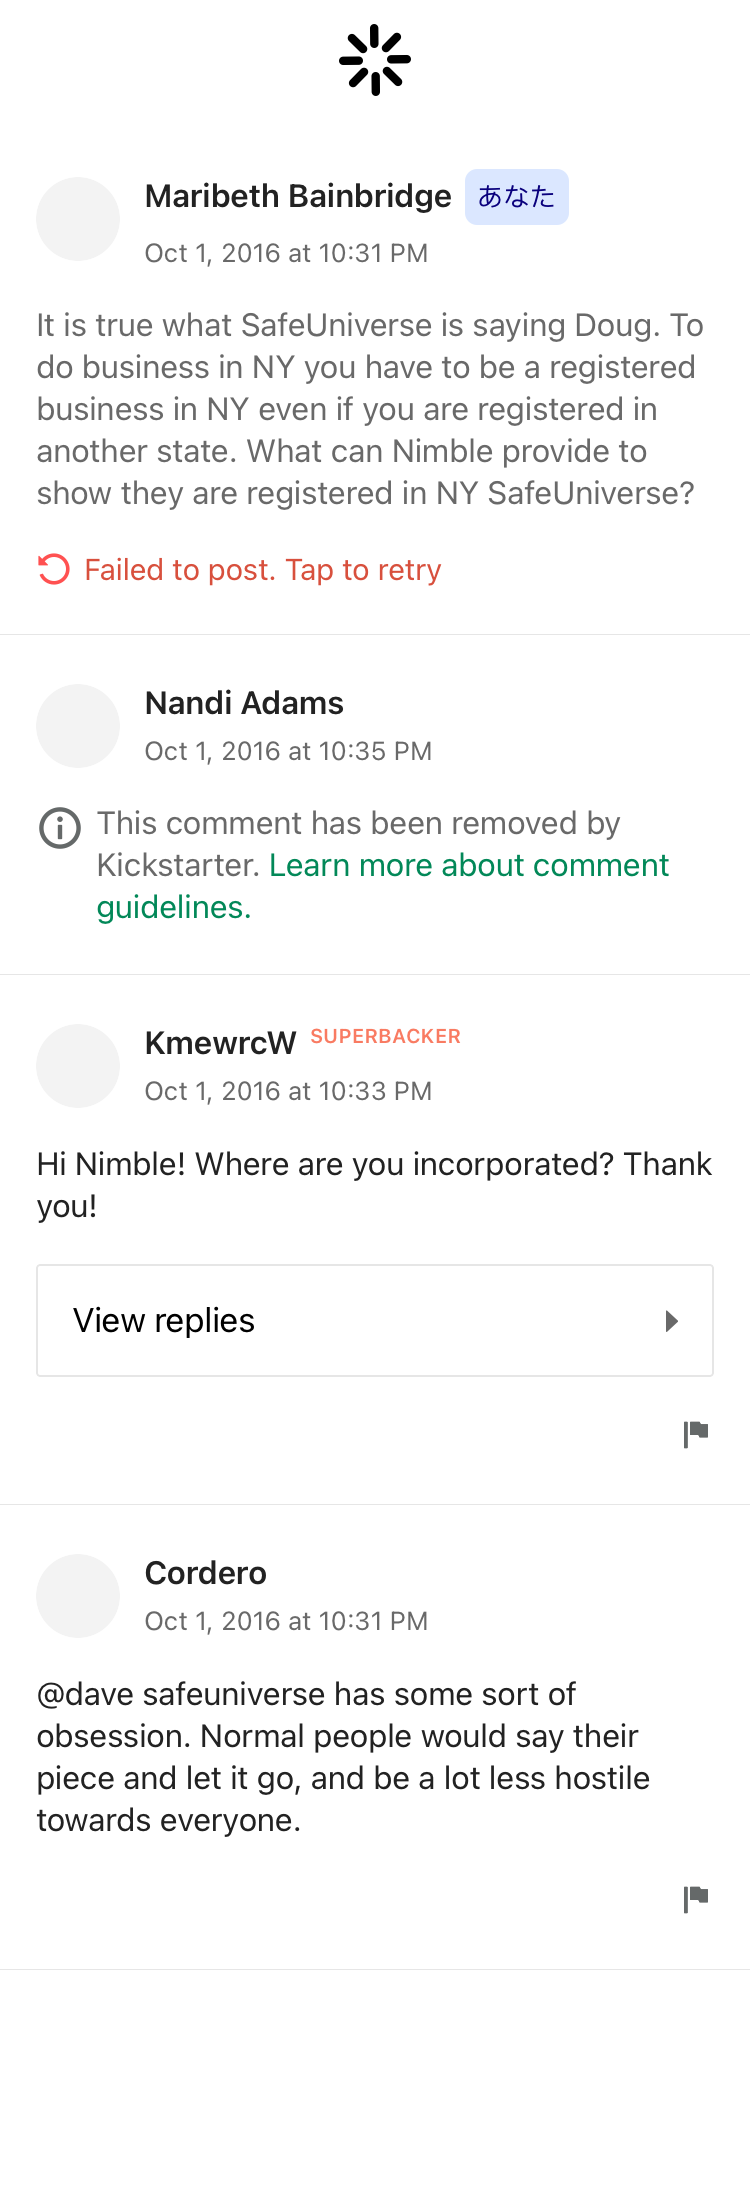 Maribeth Bainbridge あなた
Oct 1, 2016 at 10:31 PM
It is true what SafeUniverse is saying Doug. To
do business in NY you have to be a registered
business in NY even if you are registered in
another state. What can Nimble provide to
show they are registered in NY SafeUniverse?
Failed to post. Tap to retry
Nandi Adams
Oct 1, 2016 at 10:35 PM
This comment has been removed by
Kickstarter. Learn more about comment
guidelines.
KmewrcW SUPERBACKER
Oct 1, 2016 at 10:33 PM
Hi Nimble! Where are you incorporated? Thank
you!
View replies
Cordero
Oct 1, 2016 at 10:31 PM
@dave safeuniverse has some sort of
obsession. Normal people would say their
piece and let it go, and be a lot less hostile
towards everyone.